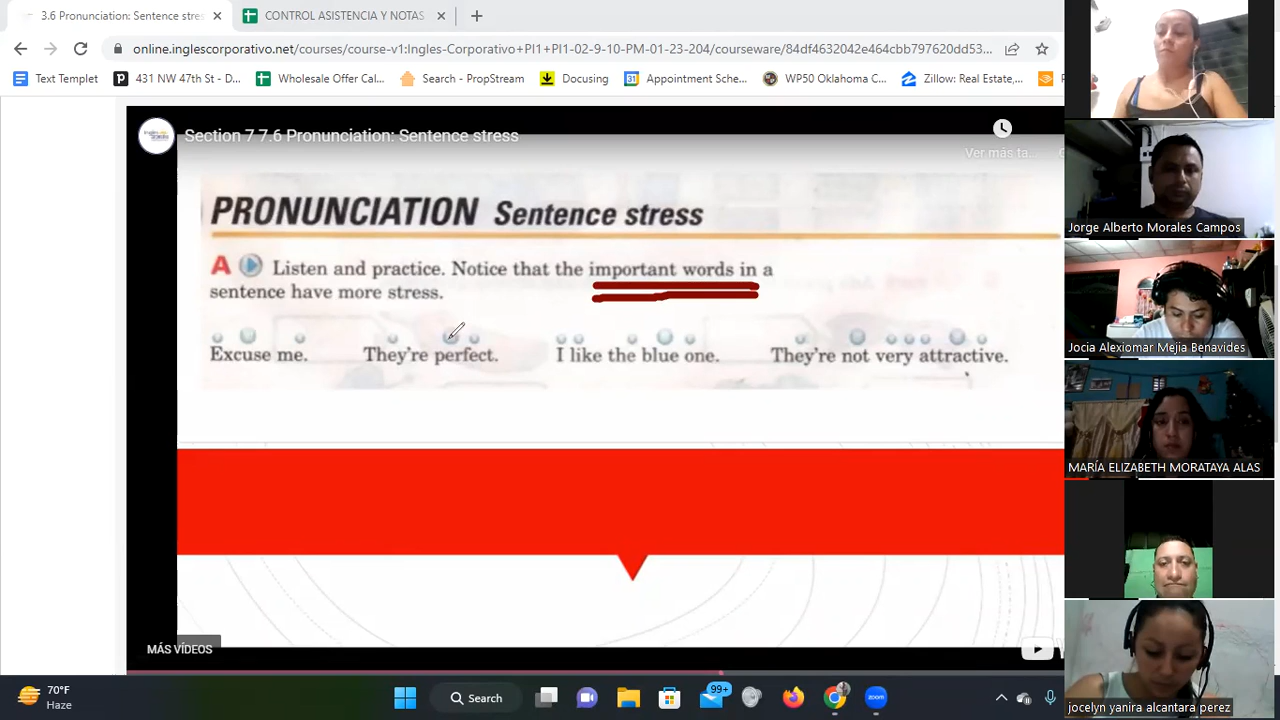 3.6 Pronunciation: Sentence stres
CONTROL ASISTENCIA Y NOTAS
online.inglescorporativo.net/courses/course-v1:Ingles-Corporativo+PI1+PI1-02-9-10-PM-01-23-204/courseware/84df4632042e464cbb797620dd53...
Text Templet
431 NW 47th St - D...
Wholesale Offer Cal...
Search - PropStream
Docusing
Appointment Sche...
WP50 Oklahoma C...
Zillow: Real Estate,...
Section 7 7.6 Pronunciation: Sentence stress
Ver más ta...
PRONUNCIATION Sentence stress
A Listen and practice. Notice that the important words in a
sentence have more stress.
Excuse me. They're perfect. I like the blue one. They're not very attractive.
MÁS VÍDEOS
Jorge Alberto Morales Campos
Jocia Alexiomar Mejia Benavides
MARÍA ELIZABETH MORATAYA ALAS
jocelyn yanira alcantara perez
70°F
Haze
Search
99+
zoom